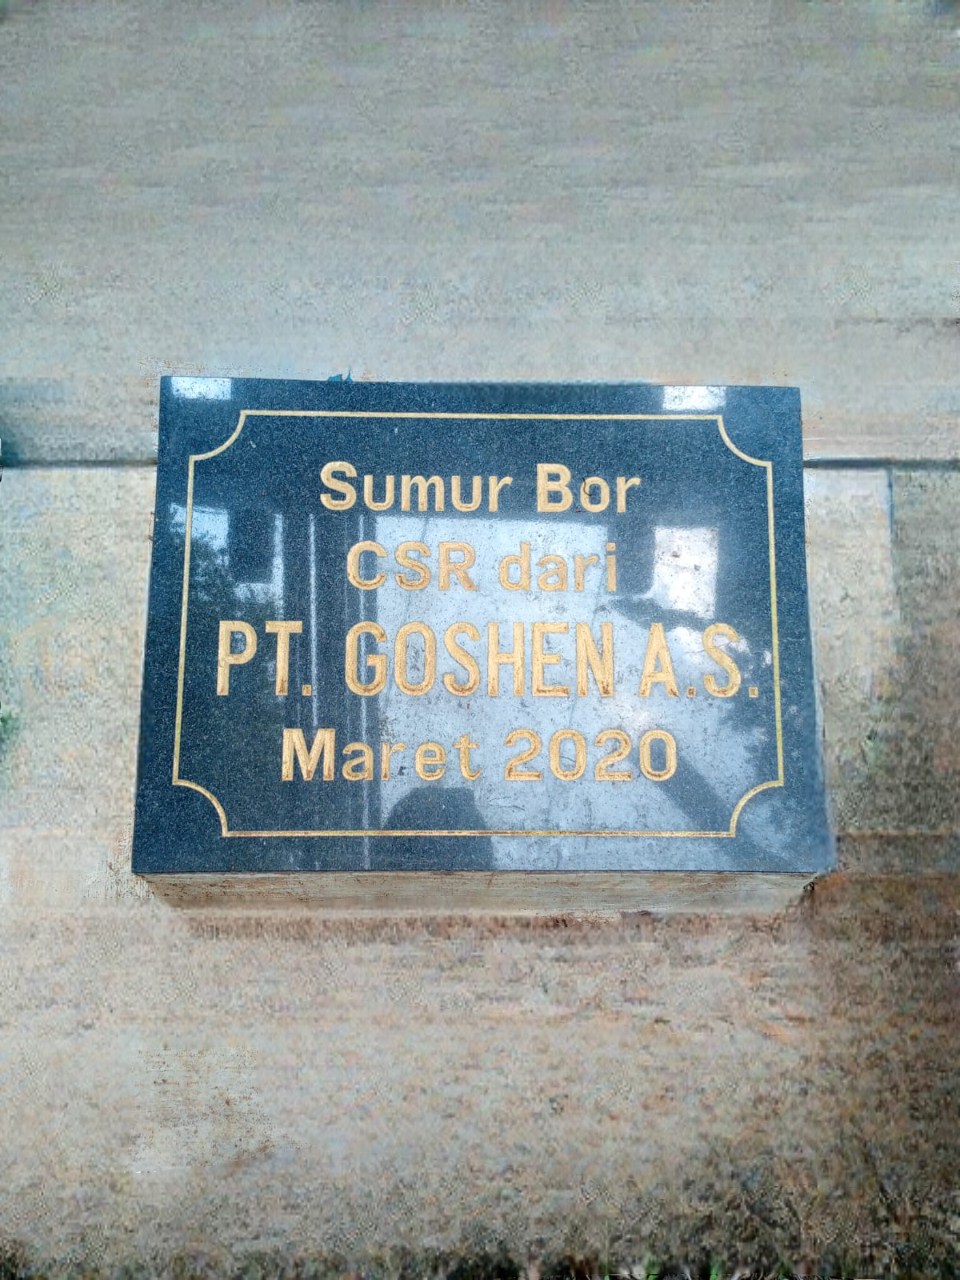 Sumur Bor
CSR dari
PT. GOSHEN A.S.
Maret 2020